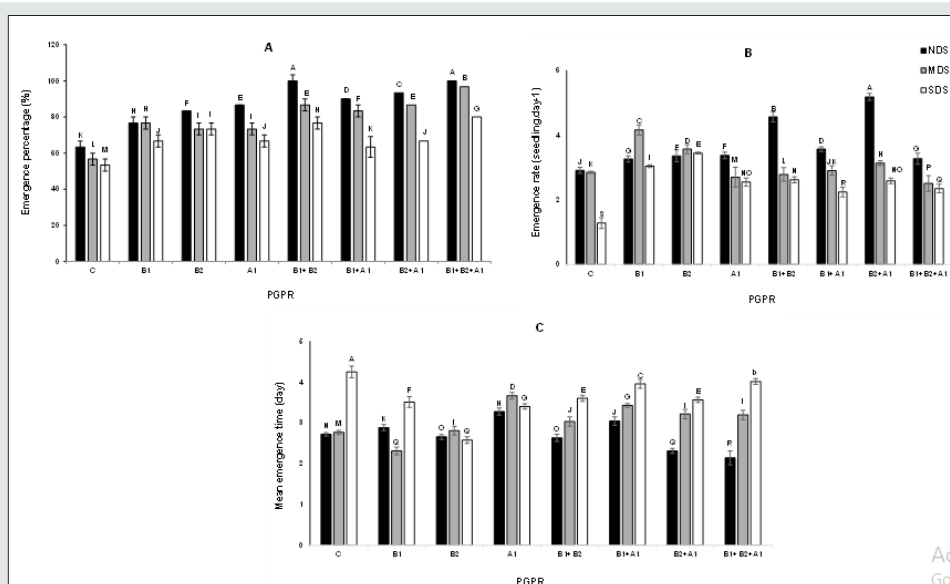 A
Emergence percentage (%)
120
100
80
60
40
20
0
K L M
H H J
F I I
E H J
A E H
D F K
C E J
A B G
C B1 B2 A1 B1+B2 B1+A1 B2+A1 B1+B2+A1
PGPR
B
NDS
MDS
SDS
Emergence rate (seedling.day-1)
6
4
2
0
J K S
G C I
F D E
F M NO
B L N
D JK R
A H NO
G P Q
C B1 B2 A1 B1+B2 B1+A1 B2+A1 B1+B2+A1
PGPR
C
Mean emergence time (day)
5
4
3
2
1
0
N M A
K Q F
O I Q
H D G
O J E
J G C
Q I E
R I b
C B1 B2 A1 B1+B2 B1+A1 B2+A1 B1+B2+A1
PGPR